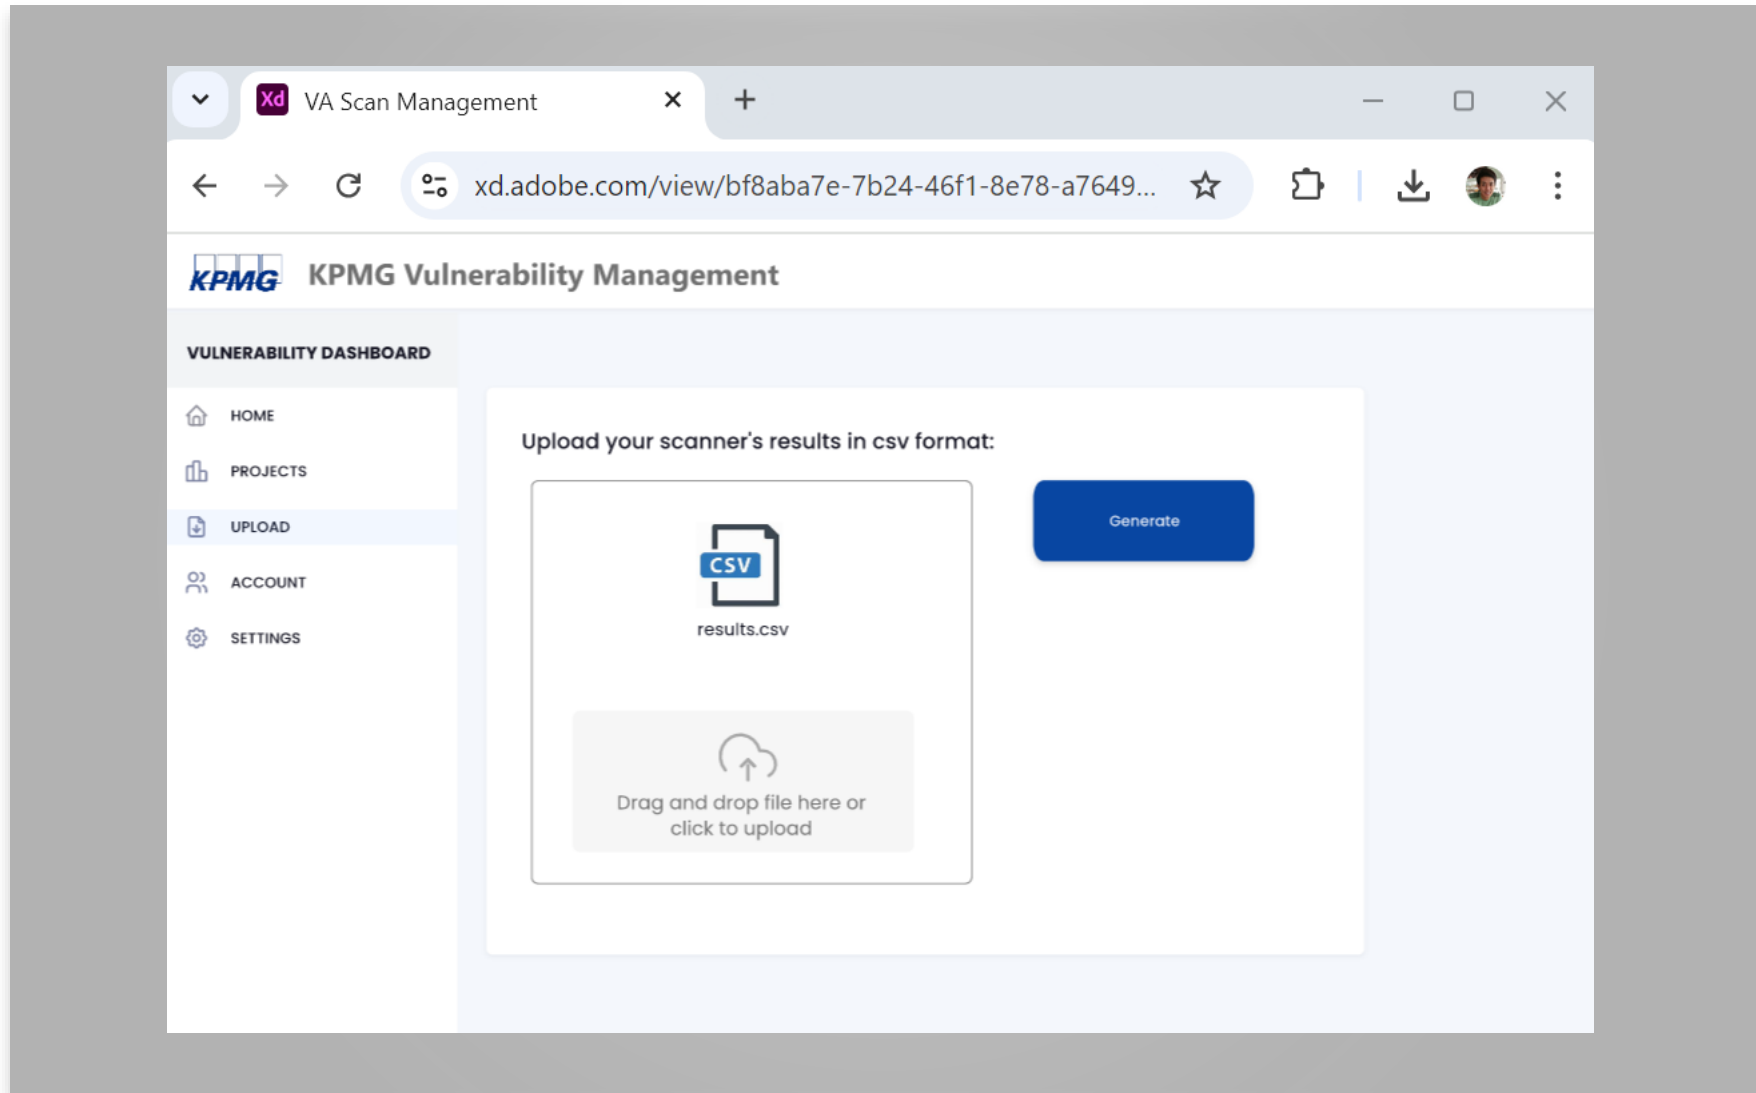 Xd VA Scan Management
xd.adobe.com/view/bf8aba7e-7b24-46f1-8e78-a7649...
KPMG KPMG Vulnerability Management
VULNERABILITY DASHBOARD
HOME
PROJECTS
UPLOAD
ACCOUNT
SETTINGS
Upload your scanner's results in csv format:
CSV
results.csv
Drag and drop file here or
click to upload
Generate